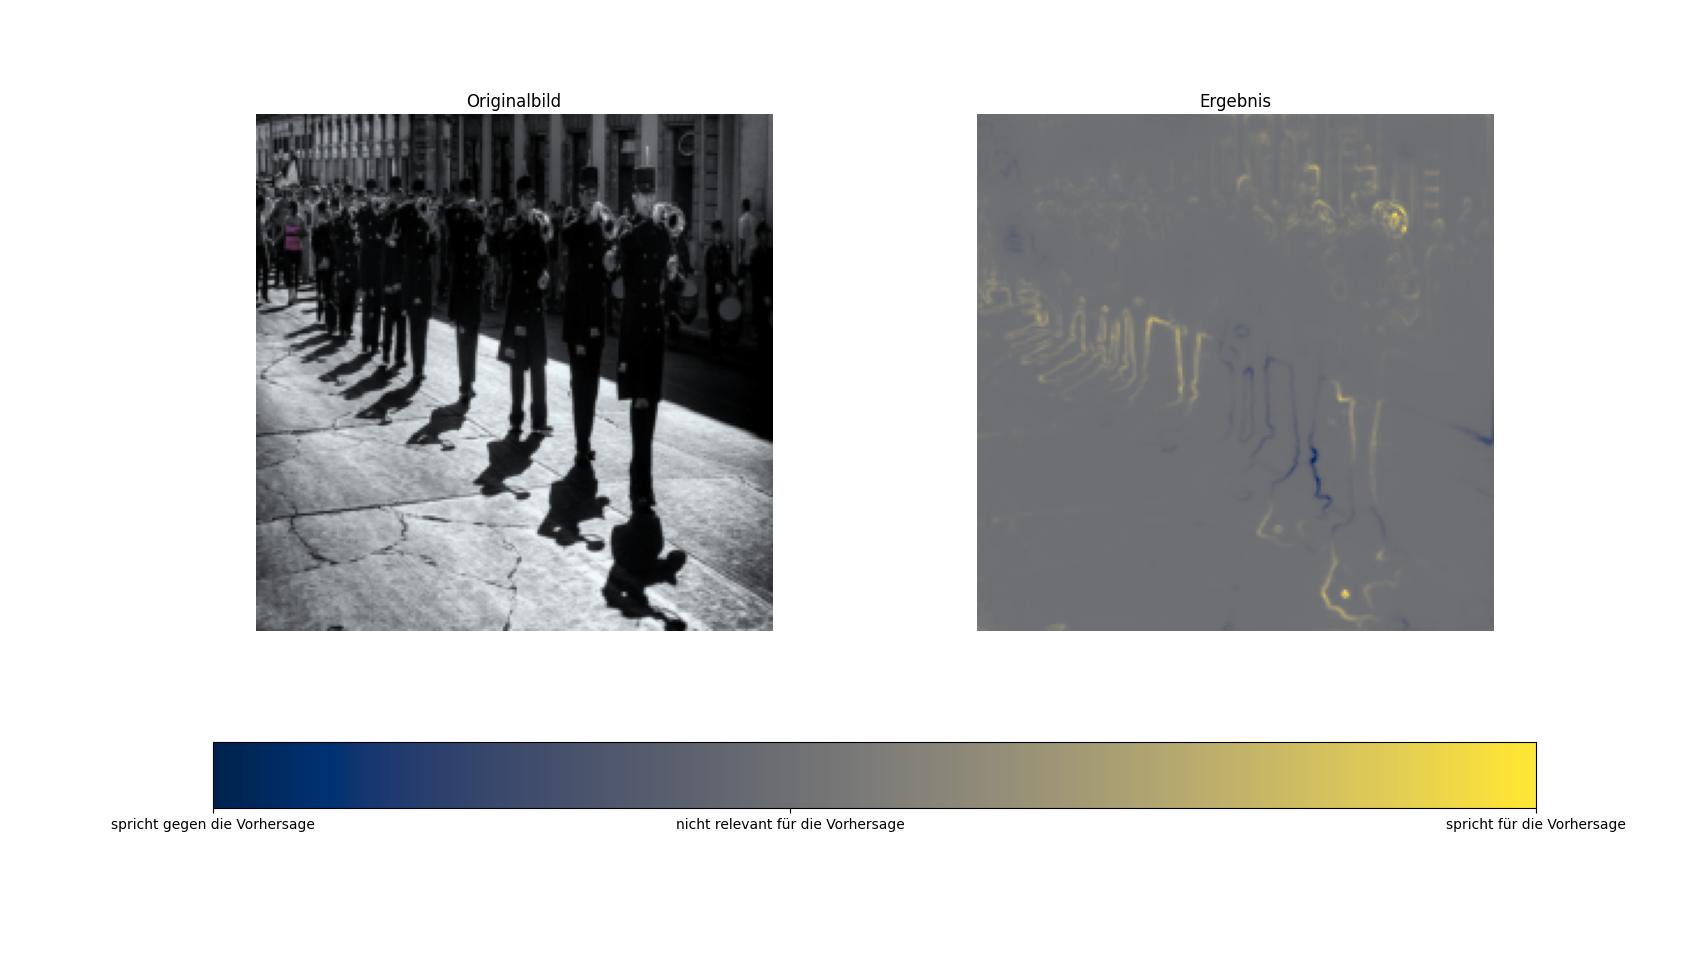 Originalbild
Ergebnis
spricht gegen die Vorhersage
nicht relevant für die Vorhersage
spricht für die Vorhersage